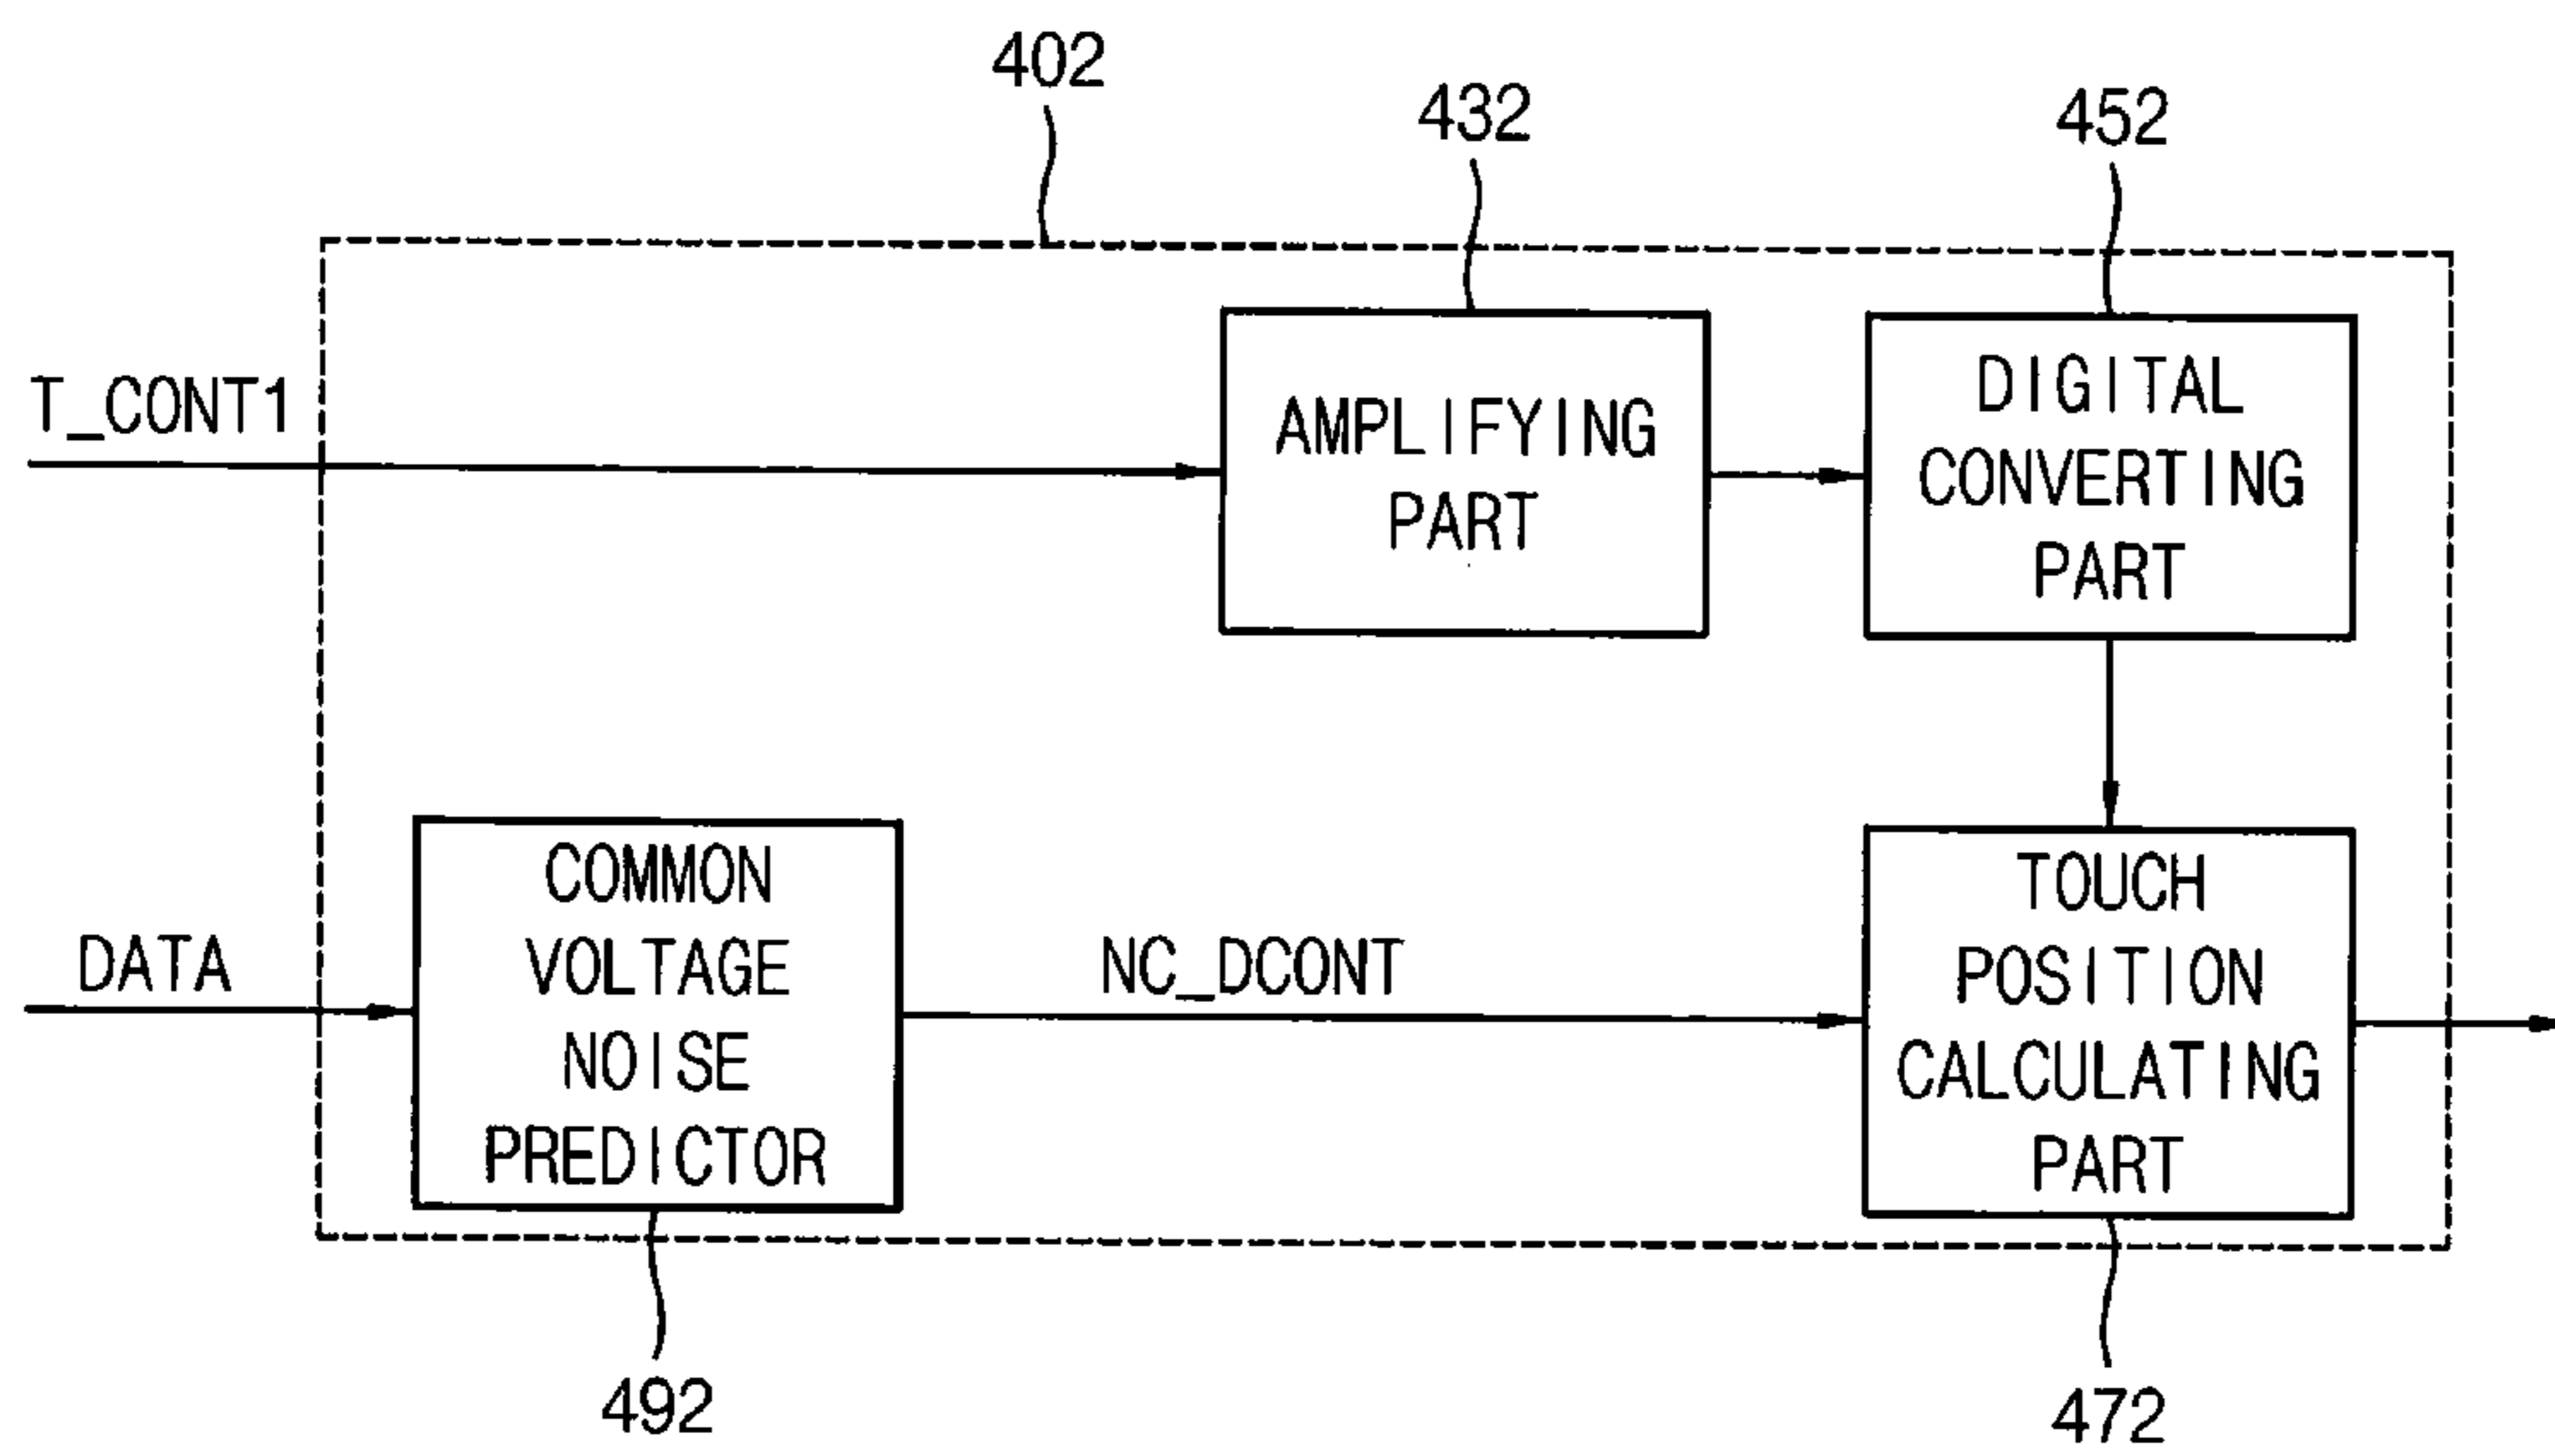 402
432
452
T_CONT1
AMPLIFYING
PART
DIGITAL
CONVERTING
PART
DATA
COMMON
VOLTAGE
NOISE
PREDICTOR
NC_DCONT
TOUCH
POSITION
CALCULATING
PART
492
472